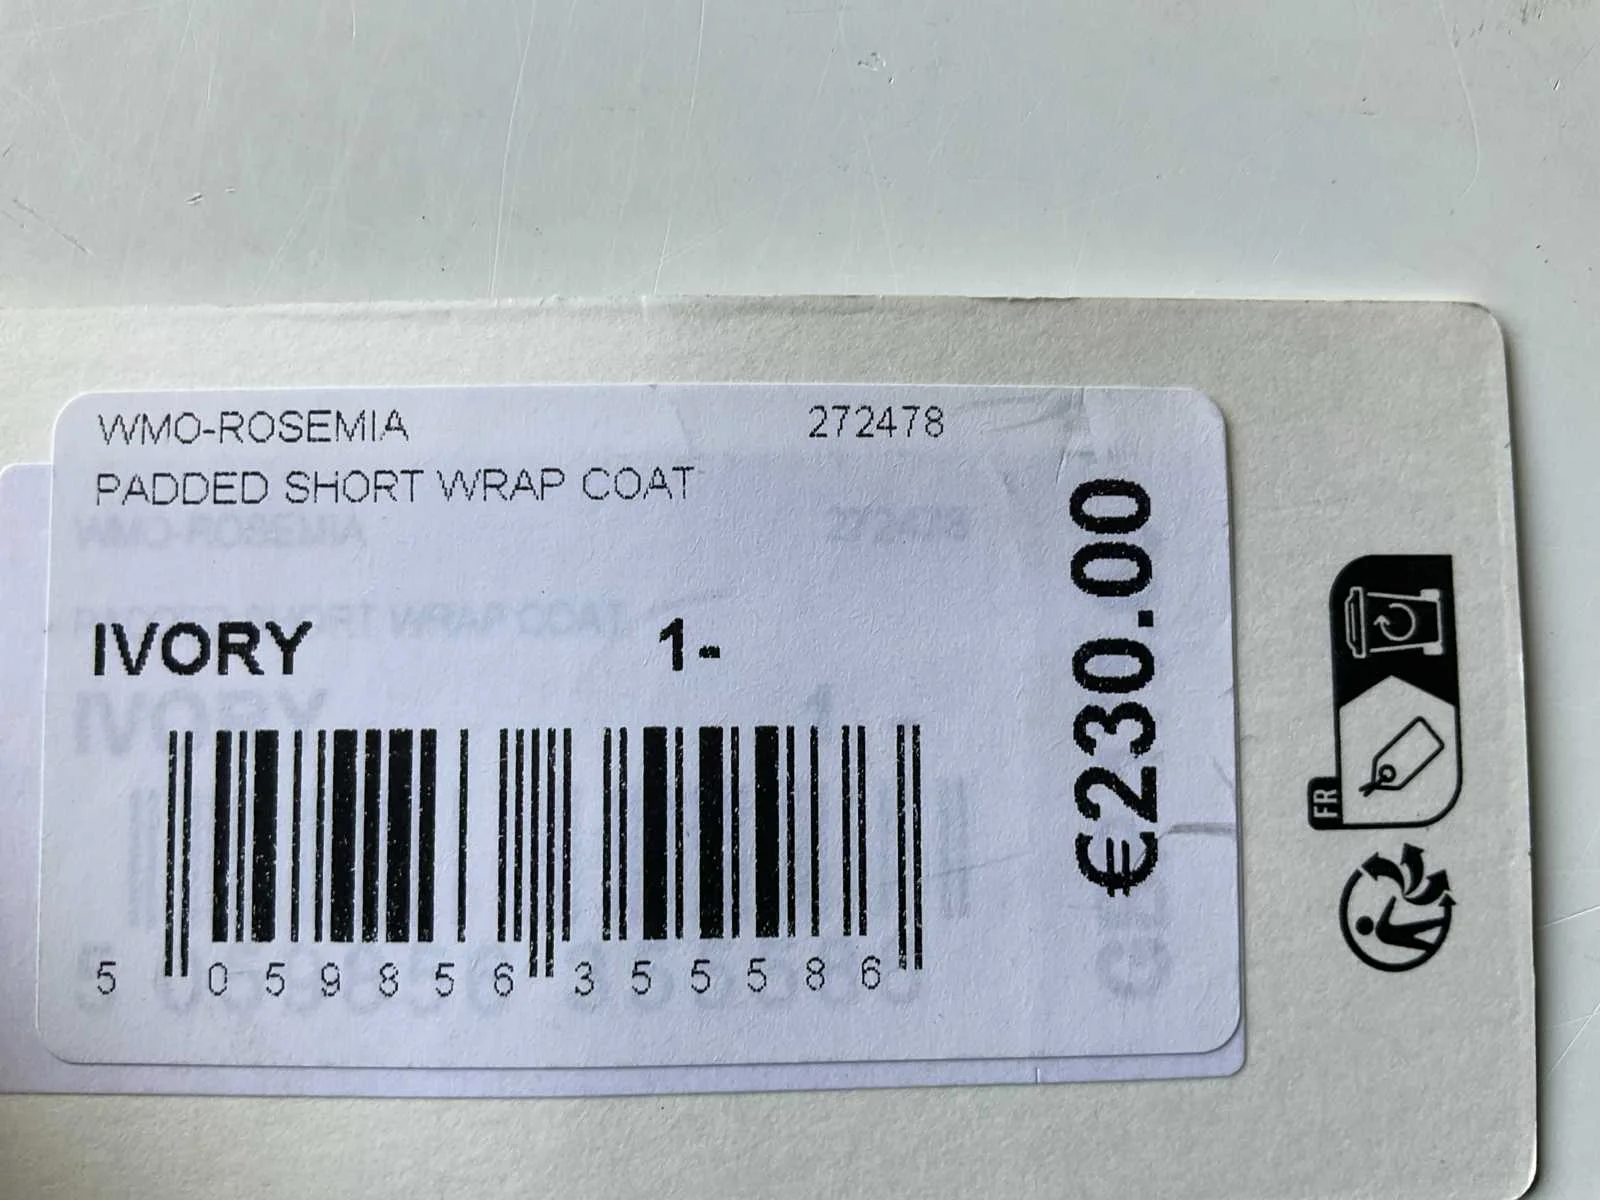 WMO-ROSEMIA 272478
PADDED SHORT WRAP COAT
IVORY 1-
€230.00
5 059856 355586
FR